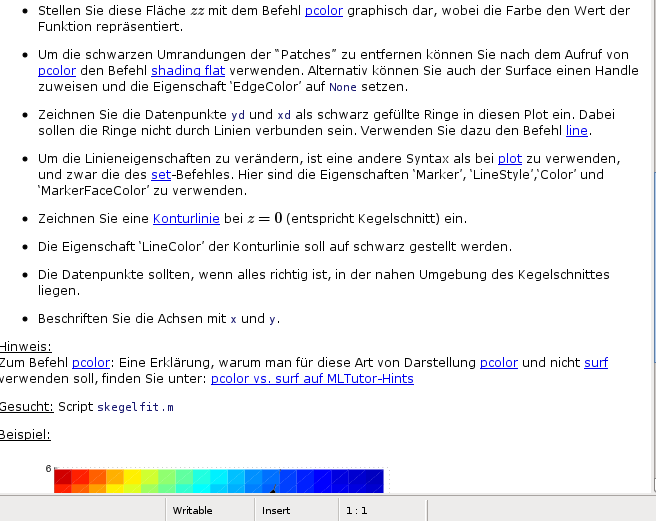 • Stellen Sie diese Fläche zz mit dem Befehl pcolor graphisch dar, wobei die Farbe den Wert der
Funktion repräsentiert.
• Um die schwarzen Umrandungen der “Patches” zu entfernen können Sie nach dem Aufruf von
pcolor den Befehl shading flat verwenden. Alternativ können Sie auch der Surface einen Handle
zuweisen und die Eigenschaft ‘EdgeColor’ auf None setzen.
• Zeichnen Sie die Datenpunkte yd und xd als schwarz gefüllte Ringe in diesen Plot ein. Dabei
sollen die Ringe nicht durch Linien verbunden sein. Verwenden Sie dazu den Befehl line.
• Um die Linieneigenschaften zu verändern, ist eine andere Syntax als bei plot zu verwenden,
und zwar die des set-Befehles. Hier sind die Eigenschaften ‘Marker’, ‘LineStyle’,‘Color’ und
‘MarkerFaceColor’ zu verwenden.
• Zeichnen Sie eine Konturlinie bei z = 0 (entspricht Kegelschnitt) ein.
• Die Eigenschaft ‘LineColor’ der Konturlinie soll auf schwarz gestellt werden.
• Die Datenpunkte sollten, wenn alles richtig ist, in der nahen Umgebung des Kegelschnittes
liegen.
• Beschriften Sie die Achsen mit x und y.
Hinweis:
Zum Befehl pcolor: Eine Erklärung, warum man für diese Art von Darstellung pcolor und nicht surf
verwenden soll, finden Sie unter: pcolor vs. surf auf MLTutor-Hints
Gesucht: Script skegelfit.m
Beispiel:
6
Writable Insert 1 : 1